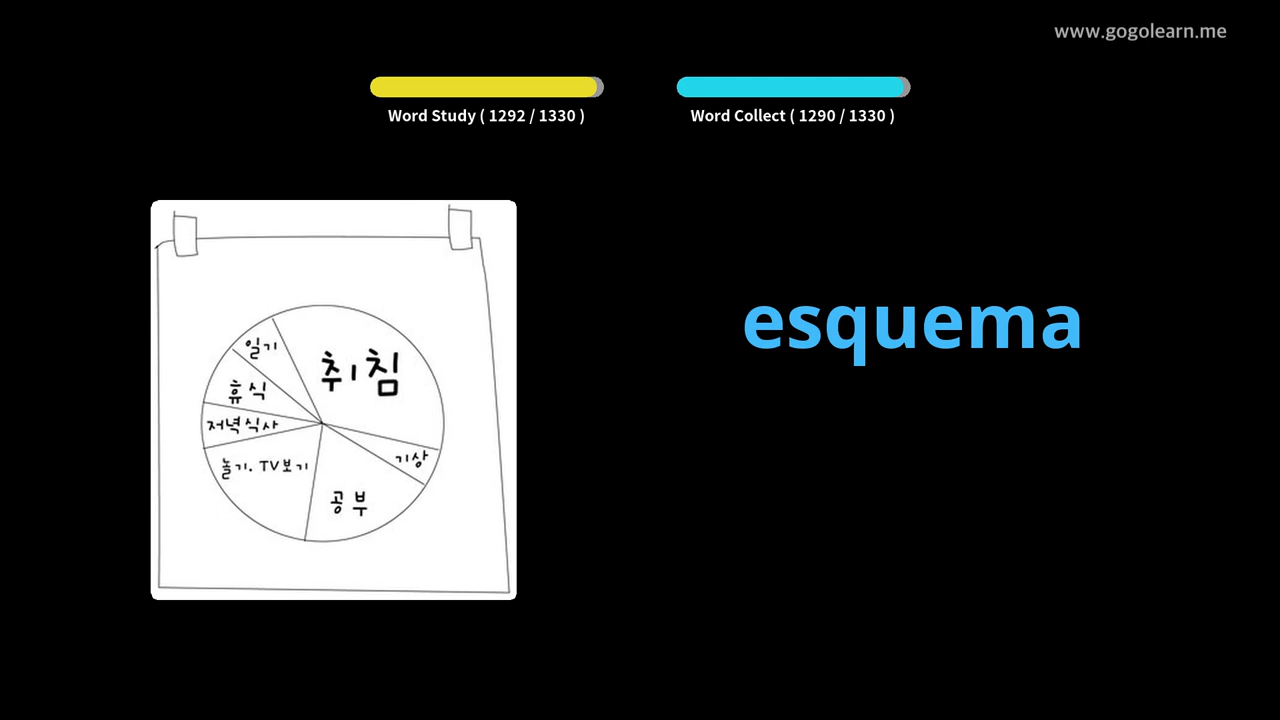 www.gogolearn.me
Word Study ( 1292 / 1330 )
Word Collect ( 1290 / 1330 )
esquema
일기
취침
휴식
저녁식사
기상
놀기. TV보기
공부